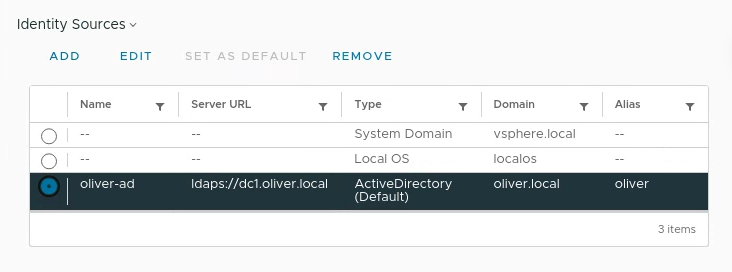 Identity Sources
ADD EDIT SET AS DEFAULT REMOVE
Name Server URL Type Domain Alias
-- -- System Domain vsphere.local --
-- -- Local OS localos --
oliver-ad ldaps://dc1.oliver.local ActiveDirectory oliver.local oliver
(Default)
3 items